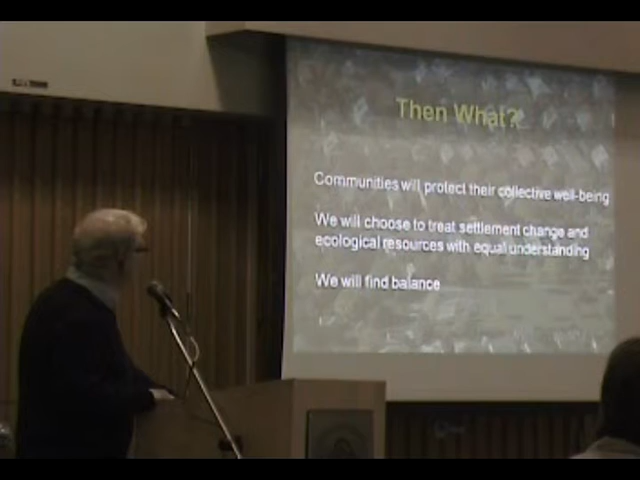 Then What?
Communities will protect their collective well-being
We will choose to treat settlement change and
ecological resources with equal understanding
We will find balance